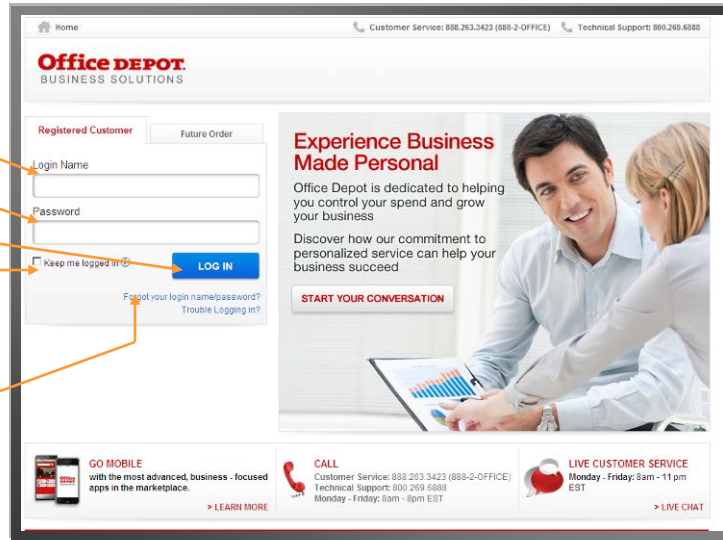 Home
Customer Service: 888.263.3423 (888-2-OFFICE)
Technical Support: 800.269.6888
Office DEPOT.
BUSINESS SOLUTIONS
Registered Customer
Future Order
Login Name
Password
Keep me logged in
LOG IN
Forgot your login name/password?
Trouble Logging in?
Experience Business
Made Personal
Office Depot is dedicated to helping
you control your spend and grow
your business
Discover how our commitment to
personalized service can help your
business succeed
START YOUR CONVERSATION
GO MOBILE
with the most advanced, business - focused
apps in the marketplace.
> LEARN MORE
CALL
Customer Service: 888.263.3423 (888-2-OFFICE)
Technical Support: 800.269.6888
Monday - Friday: 8am - 8pm EST
LIVE CUSTOMER SERVICE
Monday - Friday: 8am - 11 pm
EST
> LIVE CHAT